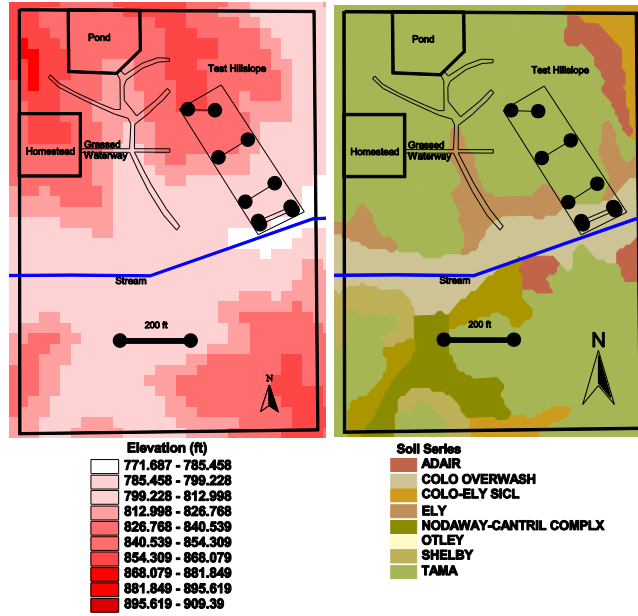 Pond
Test Hillslope
Homestead
Grassed
Waterway
Stream
200 ft
N
Elevation (ft)
771.687 - 785.458
785.458 - 799.228
799.228 - 812.998
812.998 - 826.768
826.768 - 840.539
840.539 - 854.309
854.309 - 868.079
868.079 - 881.849
881.849 - 895.619
895.619 - 909.39
Pond
Test Hillslope
Homestead
Grassed
Waterway
Stream
200 ft
N
Soil Series
ADAIR
COLO OVERWASH
COLO-ELY SICL
ELY
NODAWAY-CANTRIL COMPLX
OTLEY
SHELBY
TAMA